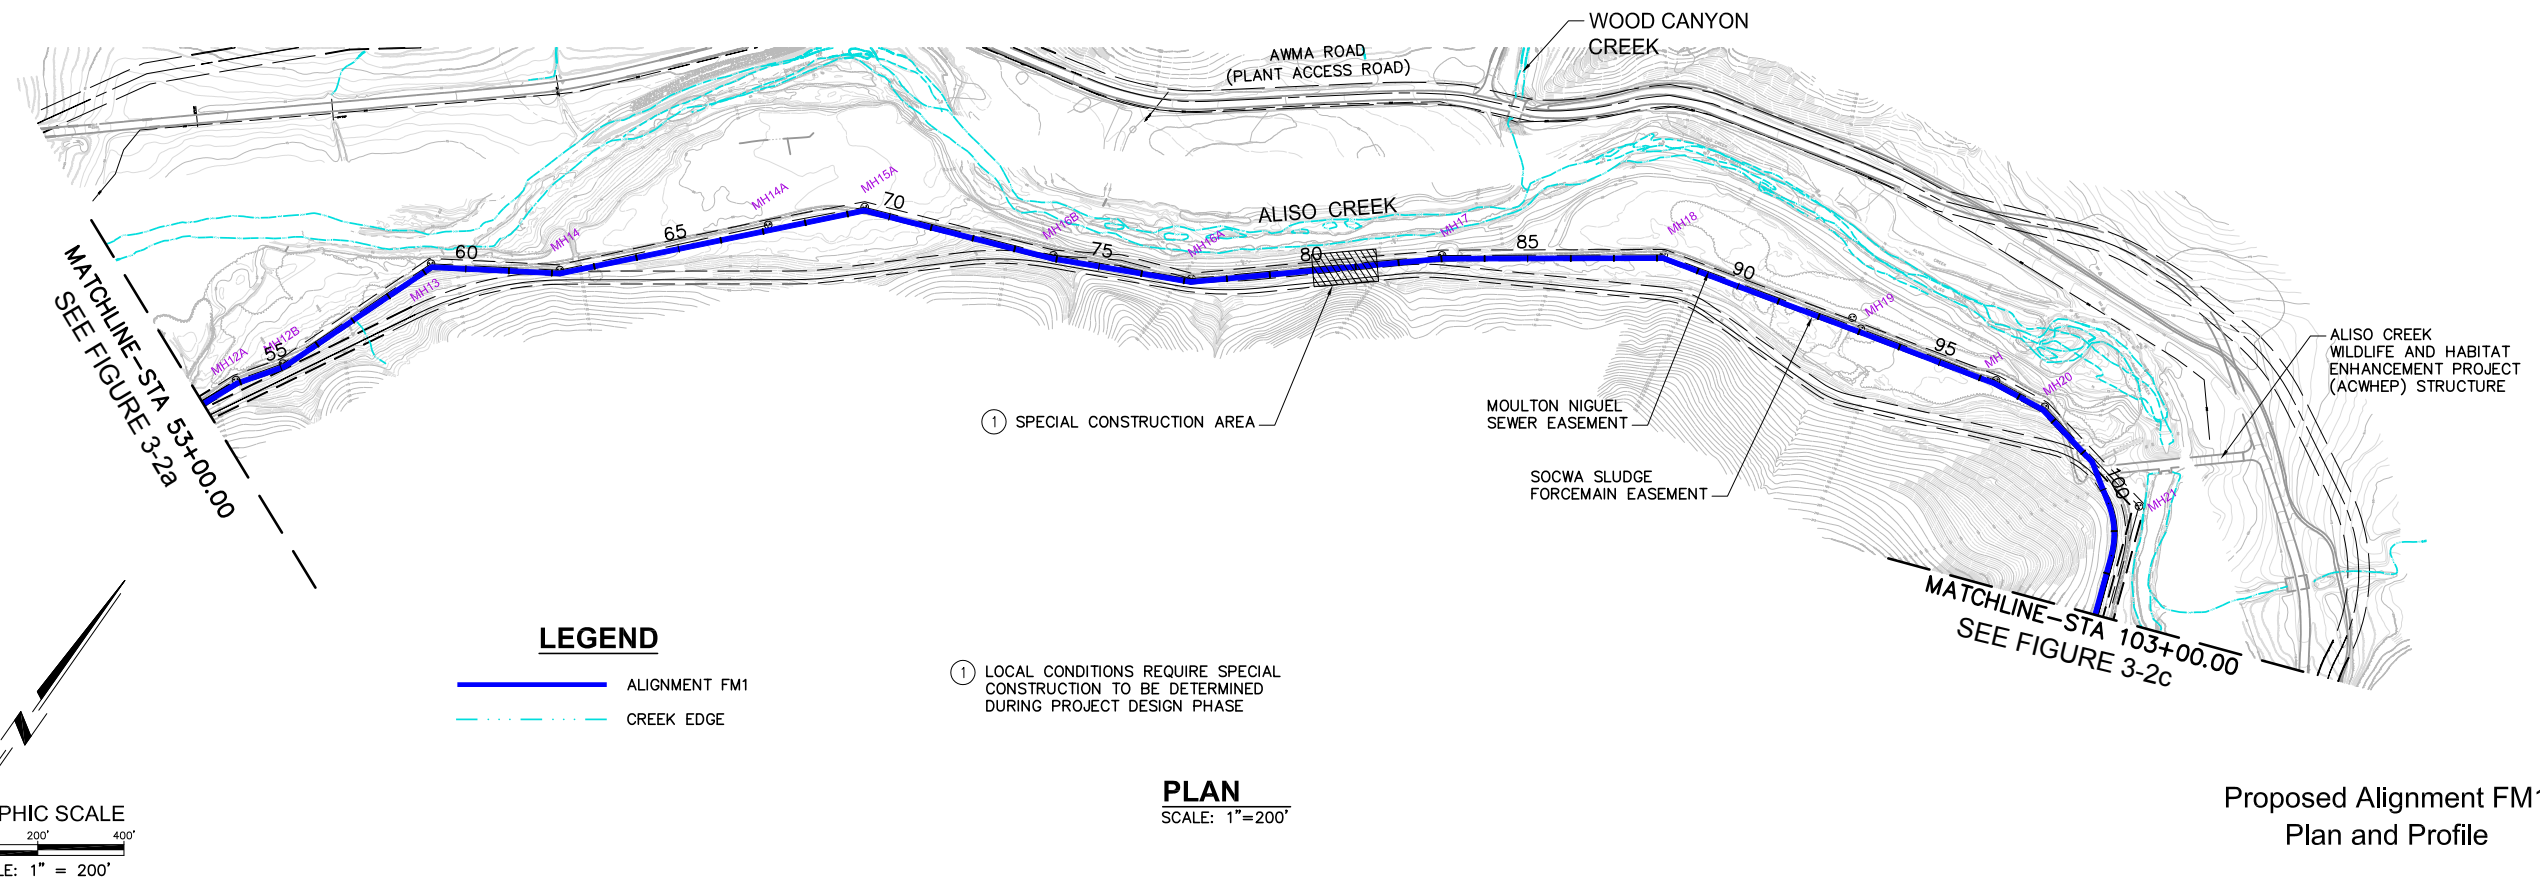 WOOD CANYON
CREEK
AWMA ROAD
(PLANT ACCESS ROAD)
ALISO CREEK
MH12A
MH12B
MH13
MH14
MH14A
MH15A
MH16B
MH16A
MH17
MH18
MH19
MH
MH20
MH21
55
60
65
70
75
80
85
90
95
100
MATCHLINE-STA 53+00.00
SEE FIGURE 3-2a
1 SPECIAL CONSTRUCTION AREA
MOULTON NIGUEL
SEWER EASEMENT
SOCWA SLUDGE
FORCEMAIN EASEMENT
ALISO CREEK
WILDLIFE AND HABITAT
ENHANCEMENT PROJECT
(ACWHEP) STRUCTURE
MATCHLINE-STA 103+00.00
SEE FIGURE 3-2c
LEGEND
ALIGNMENT FM1
CREEK EDGE
1 LOCAL CONDITIONS REQUIRE SPECIAL
CONSTRUCTION TO BE DETERMINED
DURING PROJECT DESIGN PHASE
PLAN
SCALE: 1"=200'
PHIC SCALE
200' 400'
LE: 1" = 200'
Proposed Alignment FM1
Plan and Profile